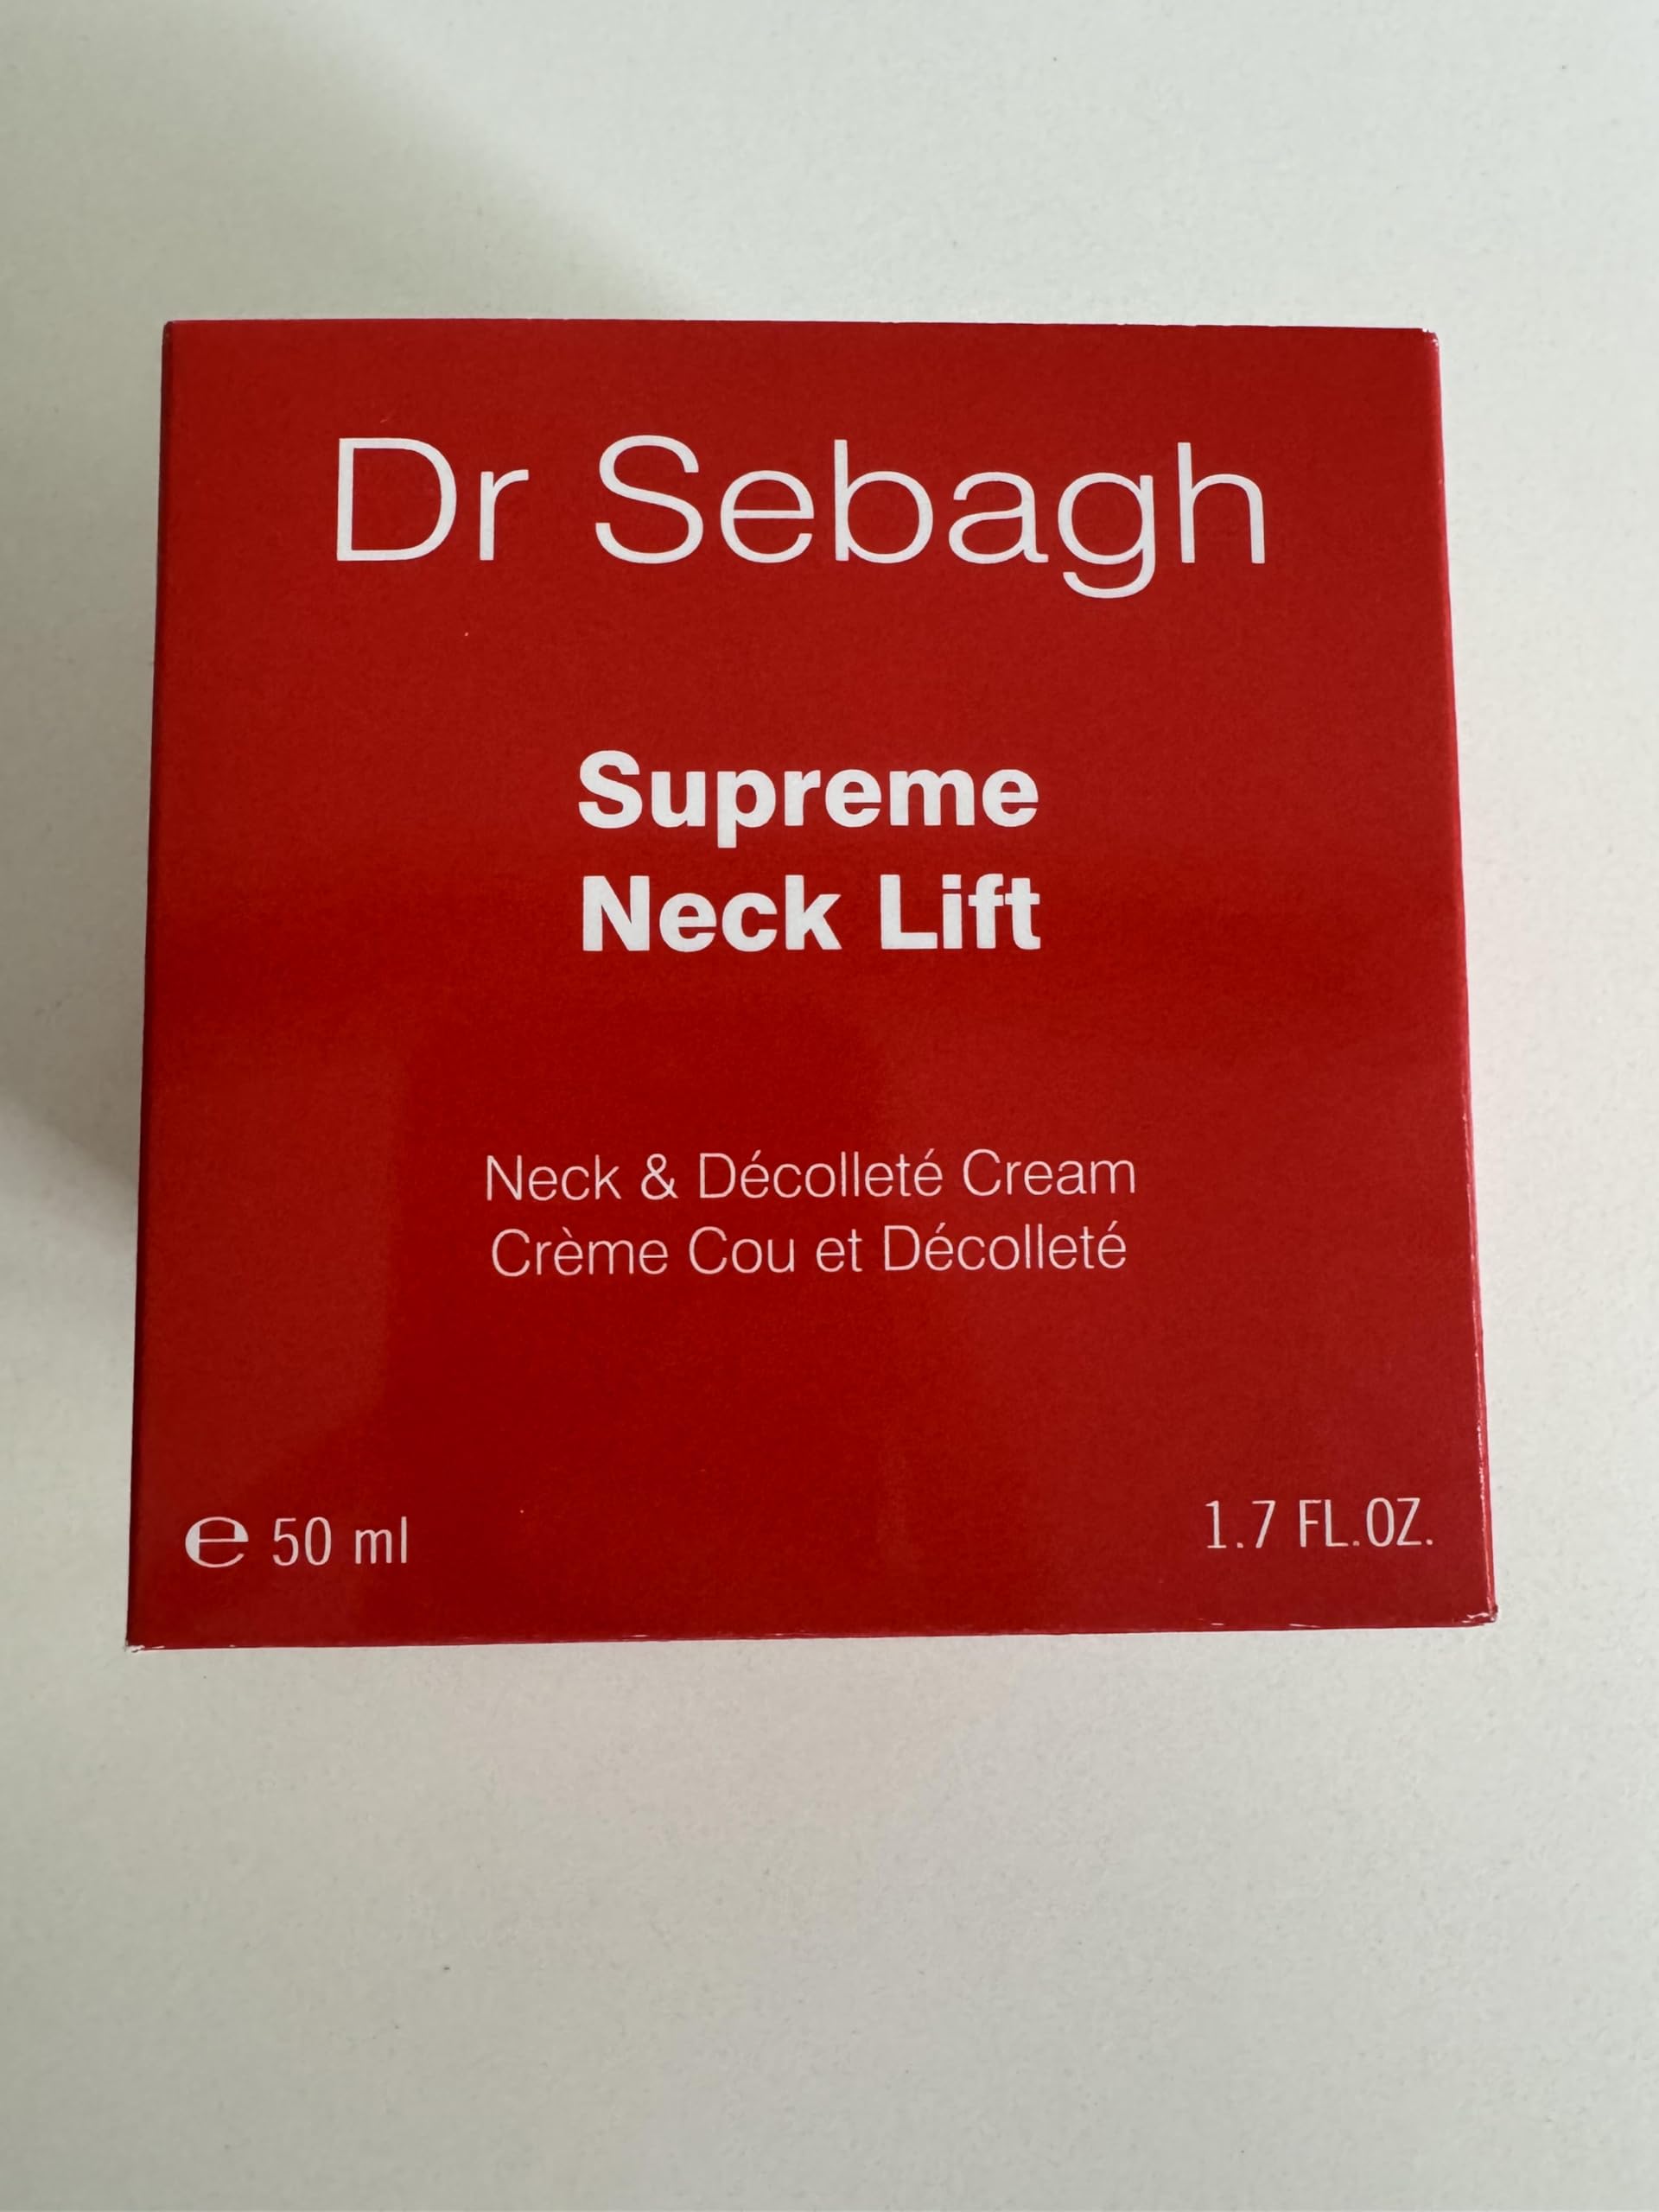 Dr Sebagh
Supreme
Neck Lift
Neck & Décolleté Cream
Crème Cou et Décolleté
℮ 50 ml
1.7 FL.OZ.